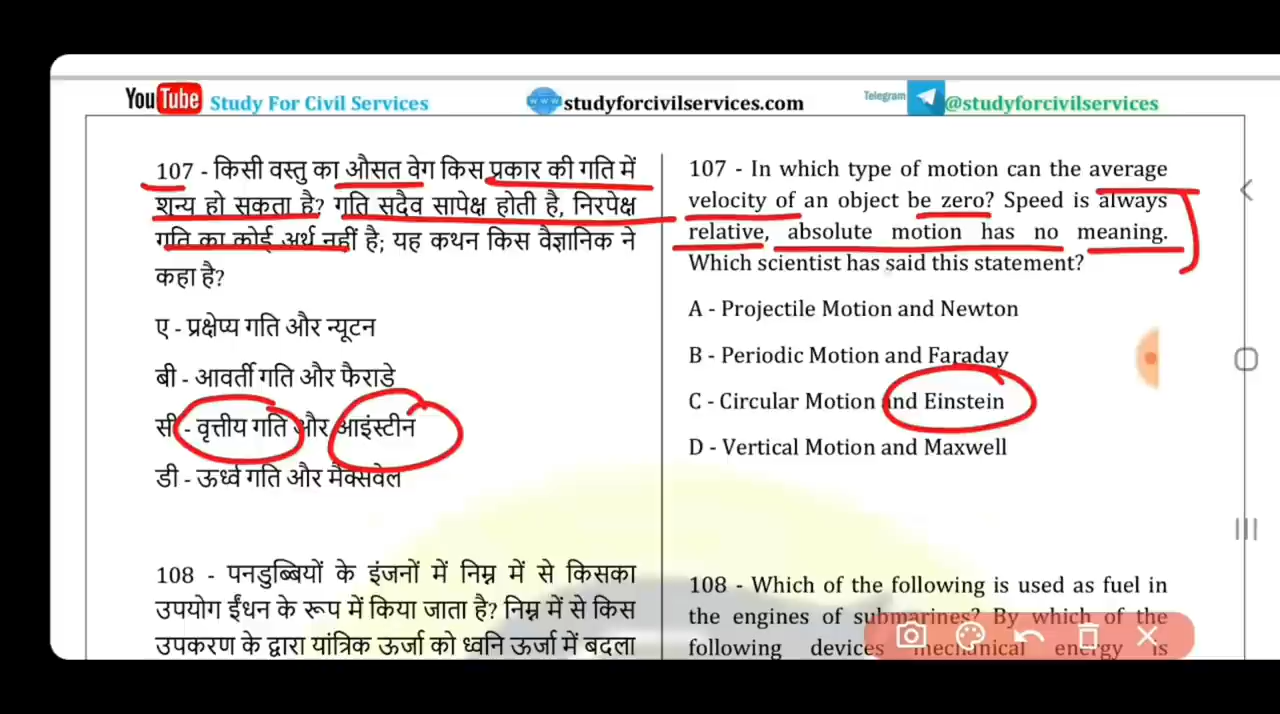 YouTube Study For Civil Services
www studyforcivilservices.com
Telegram @studyforcivilservices
107 - किसी वस्तु का औसत वेग किस प्रकार की गति में
शून्य हो सकता है? गति सदैव सापेक्ष होती है, निरपेक्ष
गति का कोई अर्थ नहीं है; यह कथन किस वैज्ञानिक ने
कहा है?
ए - प्रक्षेप्य गति और न्यूटन
बी - आवर्ती गति और फैराडे
सी - वृत्तीय गति और आइंस्टीन
डी - ऊर्ध्व गति और मैक्सवेल
108 - पनडुब्बियों के इंजनों में निम्न में से किसका
उपयोग ईंधन के रूप में किया जाता है? निम्न में से किस
उपकरण के द्वारा यांत्रिक ऊर्जा को ध्वनि ऊर्जा में बदला
107 - In which type of motion can the average
velocity of an object be zero? Speed is always
relative, absolute motion has no meaning.
Which scientist has said this statement?
A - Projectile Motion and Newton
B - Periodic Motion and Faraday
C - Circular Motion and Einstein
D - Vertical Motion and Maxwell
108 - Which of the following is used as fuel in
the engines of submarines? By which of the
following devices mechanical energy is